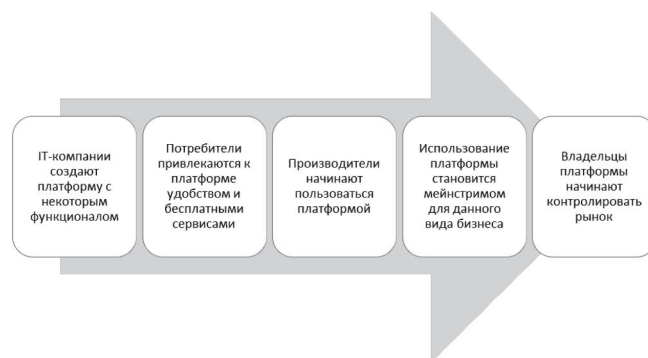 IT-компании
создают
платформу с
некоторым
функционалом
Потребители
привлекаются к
платформе
удобством и
бесплатными
сервисами
Производители
начинают
пользоваться
платформой
Использование
платформы
становится
мейнстримом
для данного
вида бизнеса
Владельцы
платформы
начинают
контролировать
рынок